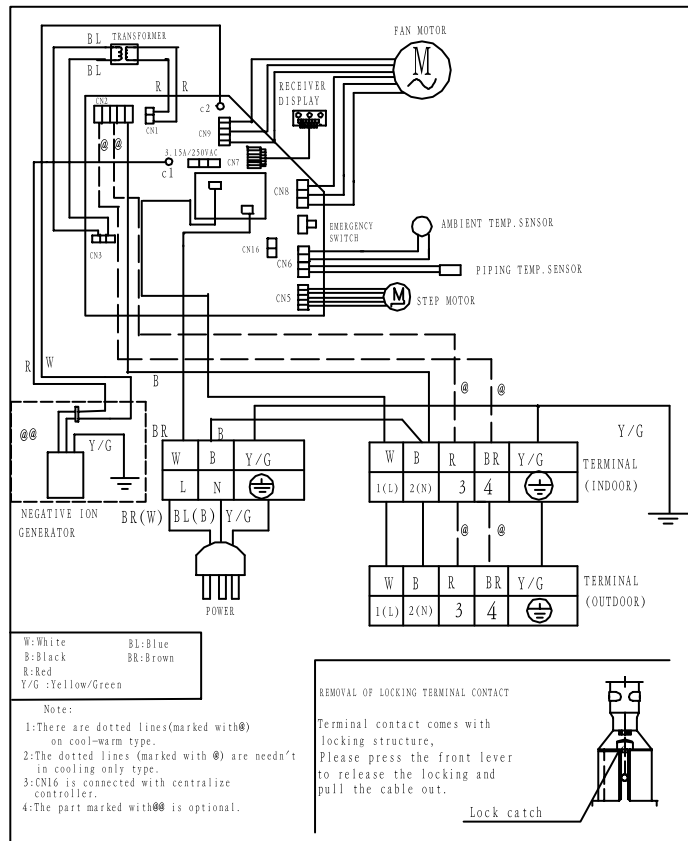 FAN MOTOR
M
BL
TRANSFORMER
BL
R
R
RECEIVER
DISPLAY
CN2
c2
CN1
CN9
@
@
3.15A/250VAC
CN7
c1
CN8
EMERGENCY
SWITCH
AMBIENT TEMP.SENSOR
CN16
CN3
CN6
PIPING TEMP.SENSOR
CN5
M
STEP MOTOR
R
W
B
@
@
@@
Y/G
BR
B
Y/G
W B Y/G
L N
W B R BR Y/G
1(L) 2(N) 3 4
TERMINAL
(INDOOR)
NEGATIVE ION
GENERATOR
BR(W) BL(B) Y/G
@
@
POWER
W B R BR Y/G
1(L) 2(N) 3 4
TERMINAL
(OUTDOOR)
W:White BL:Blue
B:Black BR:Brown
R:Red
Y/G :Yellow/Green
Note:
1:There are dotted lines(marked with@)
on cool-warm type.
2:The dotted lines (marked with @) are needn't
in cooling only type.
3:CN16 is connected with centralize
controller.
4:The part marked with@@ is optional.
REMOVAL OF LOCKING TERMINAL CONTACT
Terminal contact comes with
locking structure,
Please press the front lever
to release the locking and
pull the cable out.
Lock catch